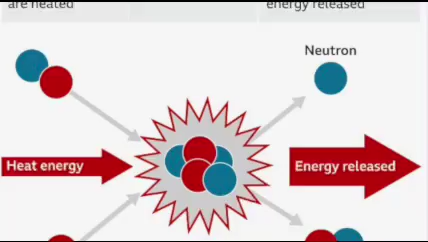 are heated
energy released
Neutron
Heat energy
Energy released